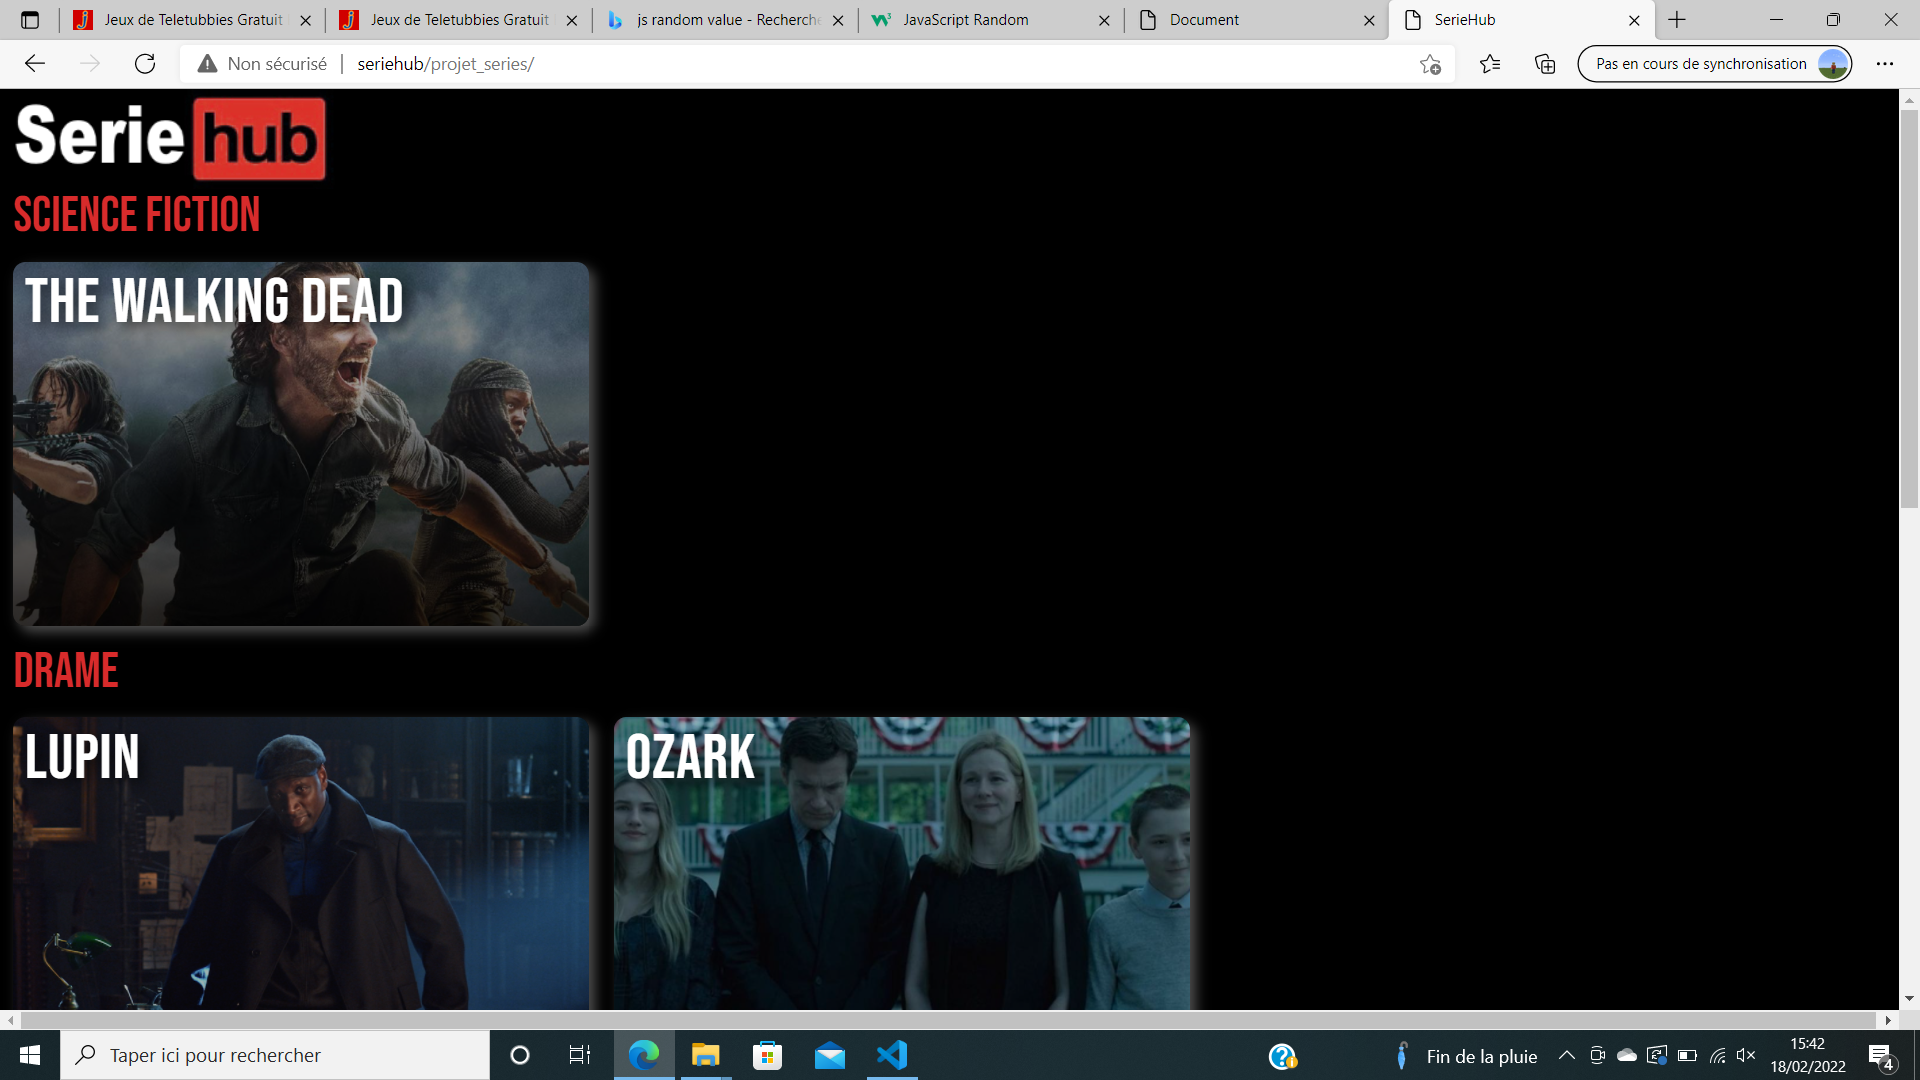 Jeux de Teletubbies Gratuit
Jeux de Teletubbies Gratuit
js random value - Recherche
JavaScript Random
Document
SerieHub
Non sécurisé
seriehub/projet_series/
Pas en cours de synchronisation
Serie hub
SCIENCE FICTION
THE WALKING DEAD
DRAME
LUPIN
OZARK
Taper ici pour rechercher
Fin de la pluie
15:42
18/02/2022
4